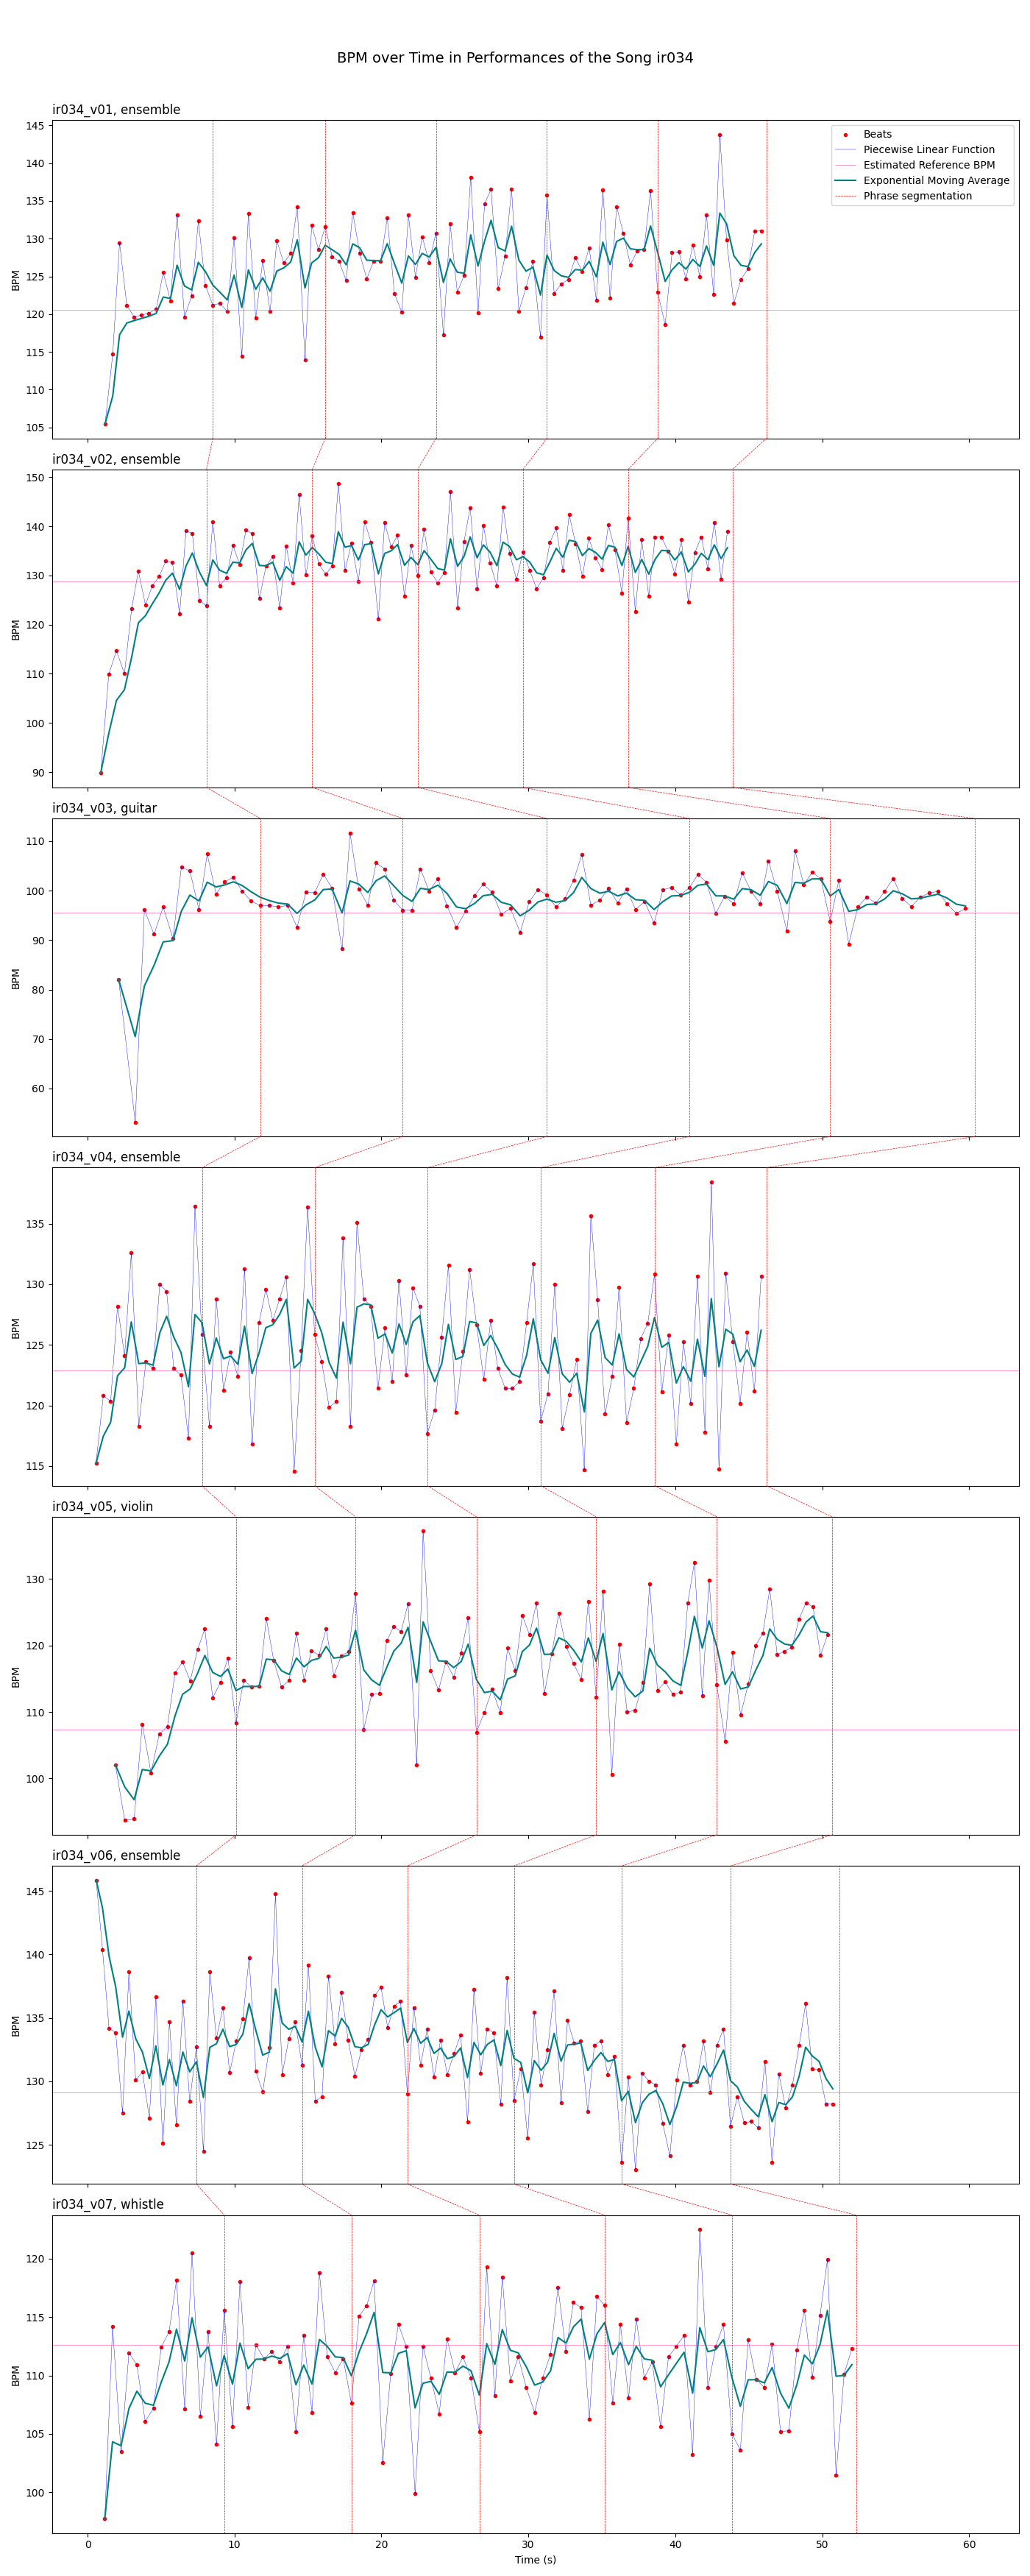 BPM over Time in Performances of the Song ir034
ir034_v01, ensemble
145
140
135
130
125
120
115
110
105
BPM
Beats
Piecewise Linear Function
Estimated Reference BPM
Exponential Moving Average
Phrase segmentation
ir034_v02, ensemble
150
140
130
120
110
100
90
BPM
ir034_v03, guitar
110
100
90
80
70
60
BPM
ir034_v04, ensemble
135
130
125
120
115
BPM
ir034_v05, violin
130
120
110
100
BPM
ir034_v06, ensemble
145
140
135
130
125
BPM
ir034_v07, whistle
120
115
110
105
100
BPM
0 10 20 30 40 50 60
Time (s)